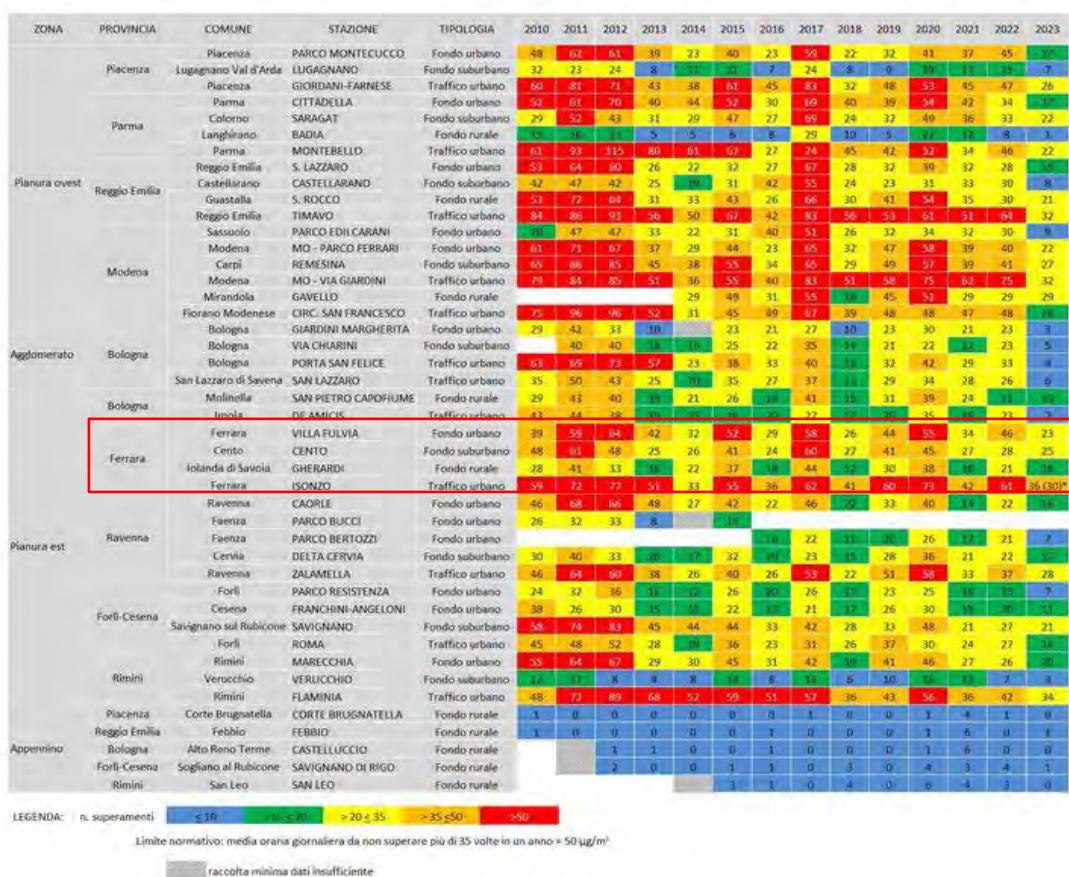 ZONA PROVINCIA COMUNE STAZIONE TIPOLOGIA 2010 2011 2012 2013 2014 2015 2016 2017 2018 2019 2020 2021 2022 2023
Piacenza PARCO MONTECUCCO Fondo urbano 48 62 61 39 23 40 23 59 22 32 41 37 45
Piacenza Lugagnano Val d'Arda LUGAGNANO Fondo suburbano 32 23 24 8 7 24 8 9 7
Piacenza GIORDANI-FARNESE Traffico urbano 60 81 71 43 38 61 45 83 32 48 53 45 47 26
Parma CITTADELLA Fondo urbano 52 61 70 40 44 52 30 69 40 39 54 42 34
Parma Colorno SARAGAT Fondo suburbano 29 52 43 31 29 47 27 69 24 32 49 36 33 22
Langhirano BADIA Fondo rurale 5 5 6 8 29 10 5 8
Parma MONTEBELLO Traffico urbano 61 93 115 80 61 67 27 74 45 42 52 34 46 22
Reggio Emilia S. LAZZARO Fondo urbano 53 64 60 26 22 32 27 67 28 32 39 32 28 15
Pianura ovest Reggio Emilia Castellarano CASTELLARAND Fondo suburbano 42 47 42 25 19 31 42 55 24 23 31 33 30 8
Guastalla S. ROCCO Fondo rurale 53 72 64 31 33 43 26 66 30 41 54 35 30 21
Reggio Emilia TIMAVO Traffico urbano 84 86 93 56 50 67 42 83 56 53 61 51 64 32
Sassuolo PARCO EDILCARANI Fondo urbano 20 47 47 33 22 31 40 51 26 32 34 32 30 9
Modena MO - PARCO FERRARI Fondo urbano 61 71 67 37 29 44 23 65 32 47 58 39 40 22
Modena Carpi REMESINA Fondo suburbano 65 86 85 45 38 55 34 65 29 49 57 39 41 27
Modena MO - VIA GIARDINI Traffico urbano 79 84 85 51 36 55 40 83 51 58 75 62 75 32
Mirandola GAVELLO Fondo rurale 29 49 31 55 18 45 51 29 29 29
Fiorano Modenese CIRC. SAN FRANCESCO Traffico urbano 75 96 96 52 31 45 49 67 39 48 48 47 48
Bologna GIARDINI MARGHERITA Fondo urbano 29 42 33 10 23 21 27 10 23 30 21 23 3
Agglomerato Bologna Bologna VIA CHIARINI Fondo suburbano 40 40 25 22 35 21 22 23 5
Bologna PORTA SAN FELICE Traffico urbano 63 69 73 57 23 38 33 40 32 42 29 33
San Lazzaro di Savena SAN LAZZARO Traffico urbano 35 50 43 25 20 35 27 37 29 34 28 26 6
Bologna Molinella SAN PIETRO CAPOFIUME Fondo rurale 29 43 40 21 26 41 31 39 24
Imola DE AMICIS Traffico urbano 43 44 38 27 35 23
Ferrara VILLA FULVIA Fondo urbano 39 59 64 42 32 52 29 58 26 44 55 34 46 23
Ferrara Cento CENTO Fondo suburbano 48 61 48 25 26 41 24 60 27 41 45 27 28 25
Iolanda di Savoia GHERARDI Fondo rurale 28 41 33 16 22 37 18 44 12 30 38 16 21
Ferrara ISONZO Traffico urbano 59 72 77 51 33 55 36 62 41 60 73 42 61 36 (30)*
Ravenna CAORLE Fondo urbano 46 68 66 48 27 42 22 46 33 40 22
Faenza PARCO BUCCI Fondo urbano 26 32 33 8
Pianura est Ravenna Faenza PARCO BERTOZZI Fondo urbano 22 26 21 7
Cervia DELTA CERVIA Fondo suburbano 30 40 33 32 23 15 28 36 21 22
Ravenna ZALAMELLA Traffico urbano 46 64 60 38 26 40 26 53 22 51 58 33 37 28
Forlì PARCO RESISTENZA Fondo urbano 24 32 36 26 20 26 23 25 7
Forlì-Cesena Cesena FRANCHINI-ANGELONI Fondo urbano 38 26 30 22 21 26 30 11
Savignano sul Rubicone SAVIGNANO Fondo suburbano 58 74 83 45 44 44 33 42 28 33 48 21 27 21
Forlì ROMA Traffico urbano 45 48 52 28 36 23 31 26 37 30 24 27
Rimini MARECCHIA Fondo urbano 55 64 67 29 30 45 31 42 19 41 46 27 26 20
Rimini Verucchio VERUCCHIO Fondo suburbano 8 4 8 6 6 10 7
Rimini FLAMINIA Traffico urbano 48 72 89 68 52 59 51 57 36 43 56 36 42 34
Piacenza Corte Brugnatella CORTE BRUGNATELLA Fondo rurale 1 0 0 0 0 0 0 1 0 0 1 4 1 0
Reggio Emilia Febbio FEBBIO Fondo rurale 1 0 0 0 0 0 1 0 0 0 1 6 0 1
Appennino Bologna Alto Reno Terme CASTELLUCCIO Fondo rurale 1 1 0 0 1 0 0 0 1 6 0 0
Forlì-Cesena Sogliano al Rubicone SAVIGNANO DI RIGO Fondo rurale 2 0 0 1 1 0 3 0 4 3 4 1
Rimini San Leo SAN LEO Fondo rurale 3 1 0 4 0 6 4 3 0
LEGENDA: n. superamenti ≤ 10 > 20 ≤ 35 > 35 ≤50 >50
Limite normativo: media oraria giornaliera da non superare più di 35 volte in un anno = 50 µg/m³
raccolta minima dati insufficiente